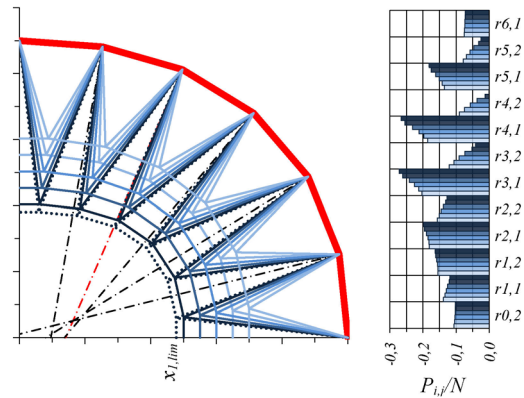 r6,1
r5,2
r5,1
r4,2
r4,1
r3,2
r3,1
r2,2
r2,1
r1,2
r1,1
r0,2
-0,3
-0,2
-0,1
0,0
x1,lim
Pi,j/N